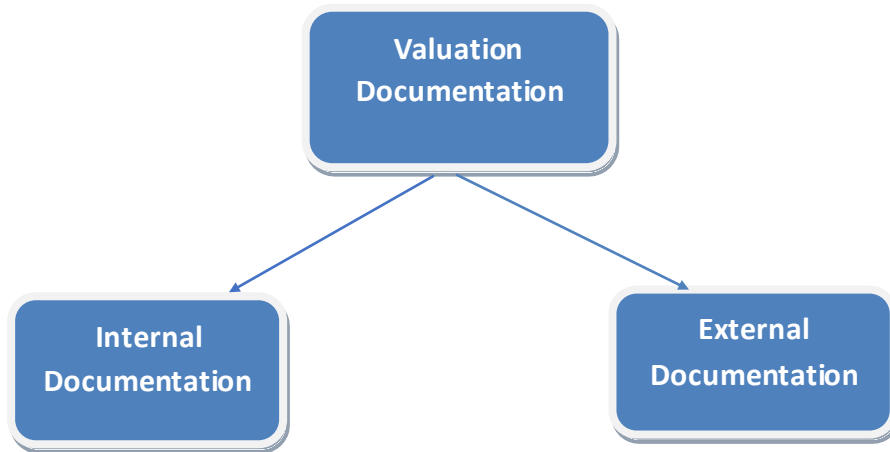 Valuation
Documentation
Internal
Documentation
External
Documentation